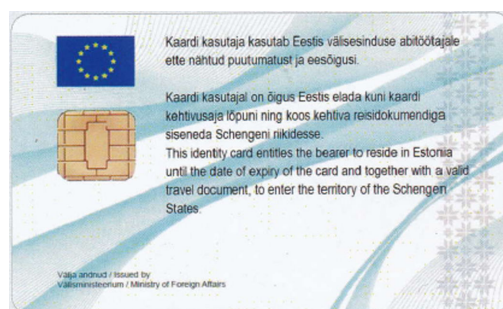 Kaardi kasutaja kasutab Eestis välisesinduse abitöötajale
ette nähtud puutumatust ja eesõigusi.
Kaardi kasutajal on õigus Eestis elada kuni kaardi
kehtivusaja lõpuni ning koos kehtiva reisidokumendiga
siseneda Schengeni riikidesse.
This identity card entitles the bearer to reside in Estonia
until the date of expiry of the card and together with a valid
travel document, to enter the territory of the Schengen
States.
Välja andnud / Issued by
Välisministeerium / Ministry of Foreign Affairs